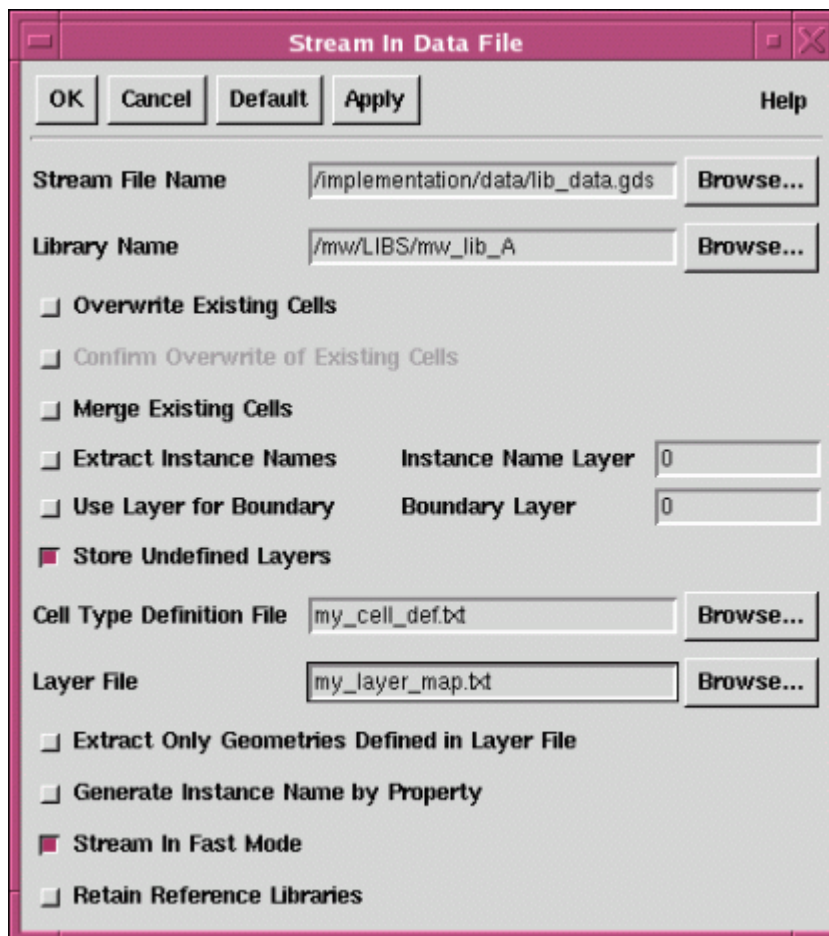 Stream In Data File
OK Cancel Default Apply Help
Stream File Name /implementation/data/lib_data.gds Browse...
Library Name /mw/LIBS/mw_lib_A Browse...
Overwrite Existing Cells
Confirm Overwrite of Existing Cells
Merge Existing Cells
Extract Instance Names Instance Name Layer 0
Use Layer for Boundary Boundary Layer 0
Store Undefined Layers
Cell Type Definition File my_cell_def.txt Browse...
Layer File my_layer_map.txt Browse...
Extract Only Geometries Defined in Layer File
Generate Instance Name by Property
Stream In Fast Mode
Retain Reference Libraries